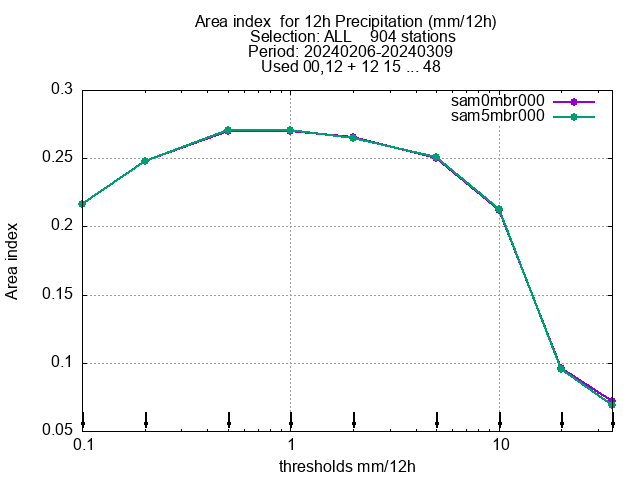 Area index  for 12h Precipitation (mm/12h)
Selection: ALL    904 stations
Period: 20240206-20240309
Used 00,12 + 12 15 ... 48
sam0mbr000
sam5mbr000
0.3
0.25
0.2
0.15
0.1
0.05
Area index
0.1 1 10
thresholds mm/12h